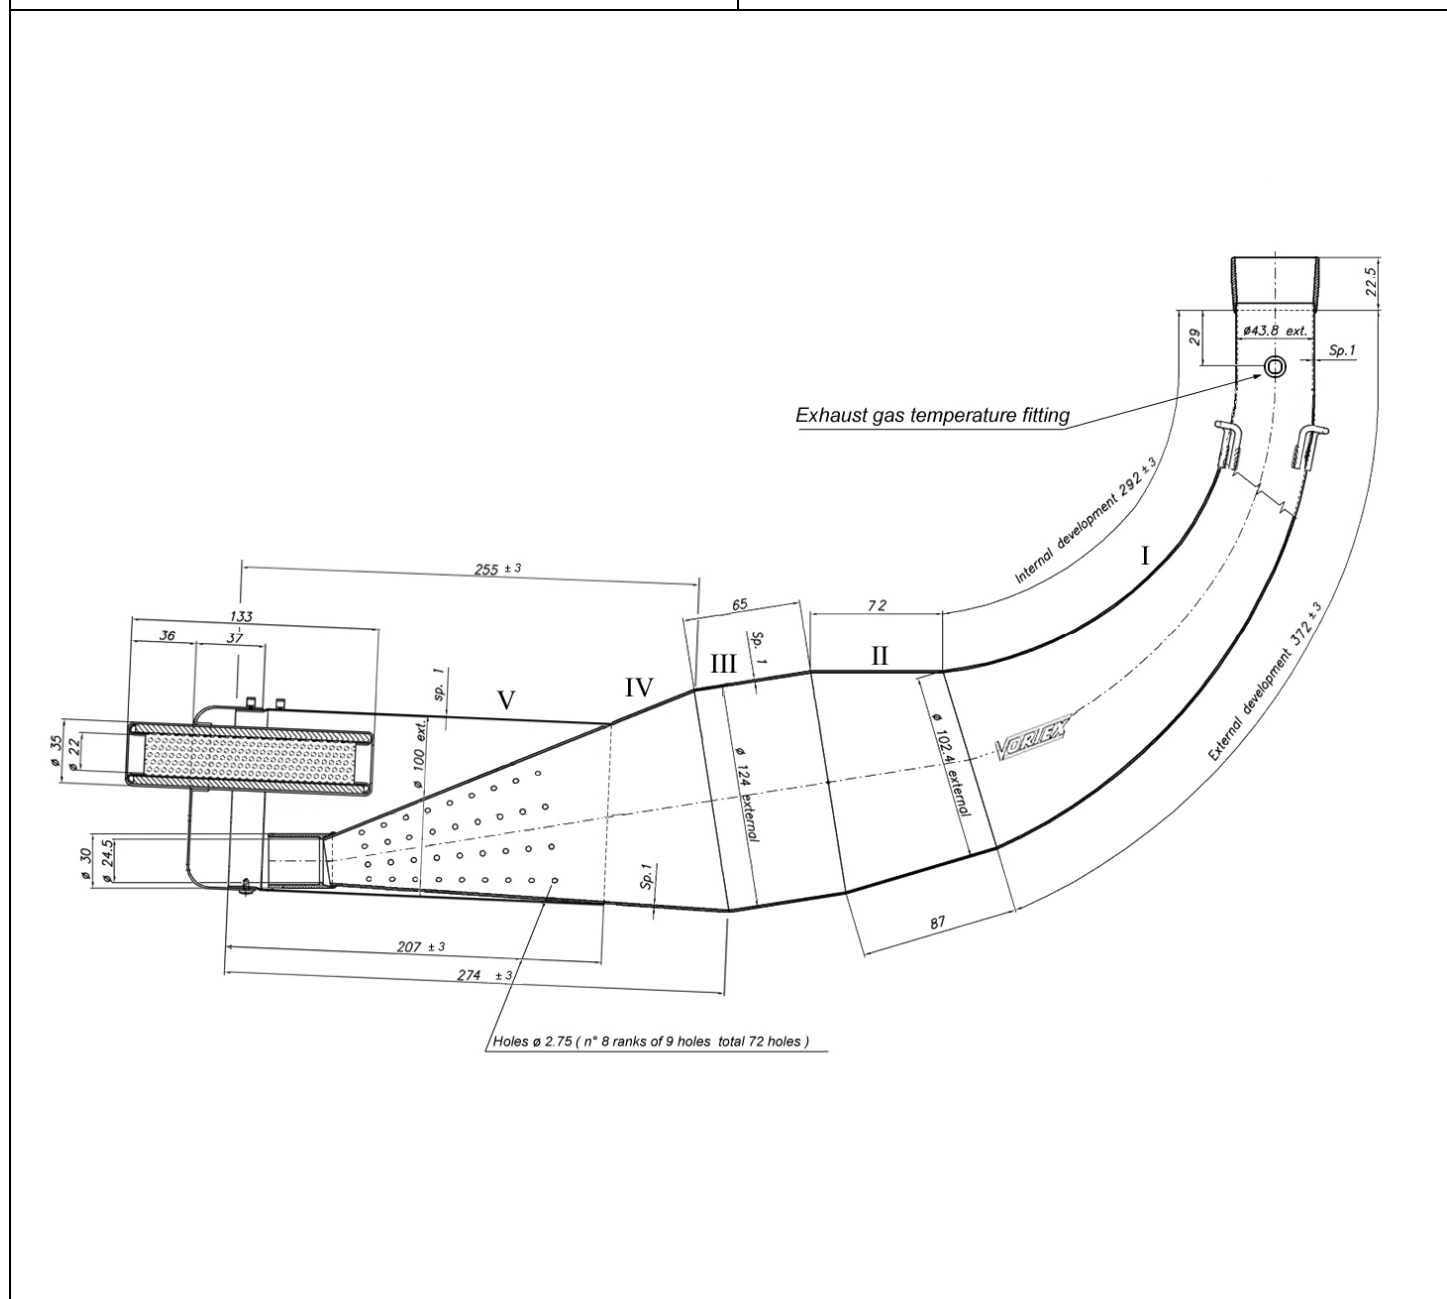 22.5
29
ø43.8 ext.
Sp.1
Exhaust gas temperature fitting
Internal development 292 ±3
I
255 ±3
65
72
133
36
37
Sp. 1
III
II
sp. 1
IV
V
External development 372 ±3
ø 35
ø 22
ø 100 ext.
ø 124 external
ø 102.4 external
VORTEX
ø 30
ø 24.5
Sp.1
87
207 ±3
274 ±3
Holes ø 2.75 ( n° 8 ranks of 9 holes total 72 holes )